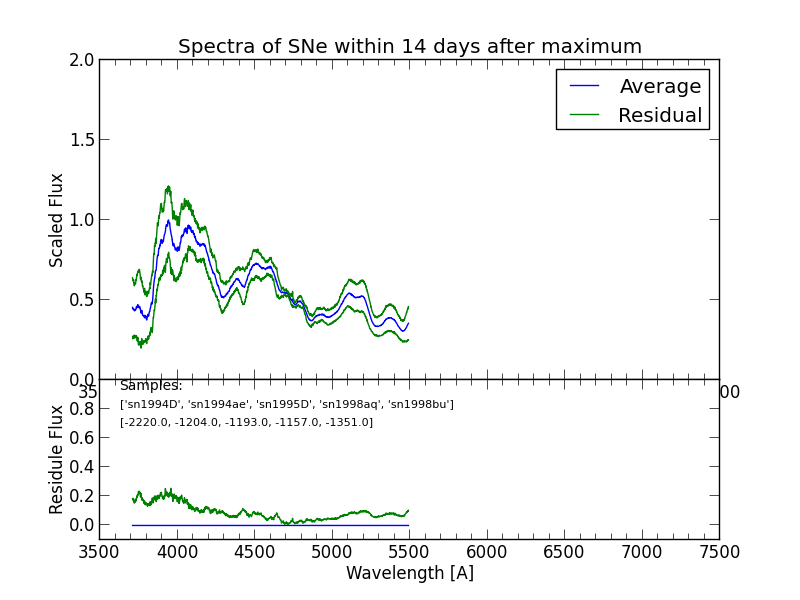 Spectra of SNe within 14 days after maximum
2.0
1.5
1.0
0.5
0.0
Scaled Flux
Average
Residual
35
00
Samples:
['sn1994D', 'sn1994ae', 'sn1995D', 'sn1998aq', 'sn1998bu']
[-2220.0, -1204.0, -1193.0, -1157.0, -1351.0]
0.8
0.6
0.4
0.2
0.0
Residule Flux
3500 4000 4500 5000 5500 6000 6500 7000 7500
Wavelength [A]